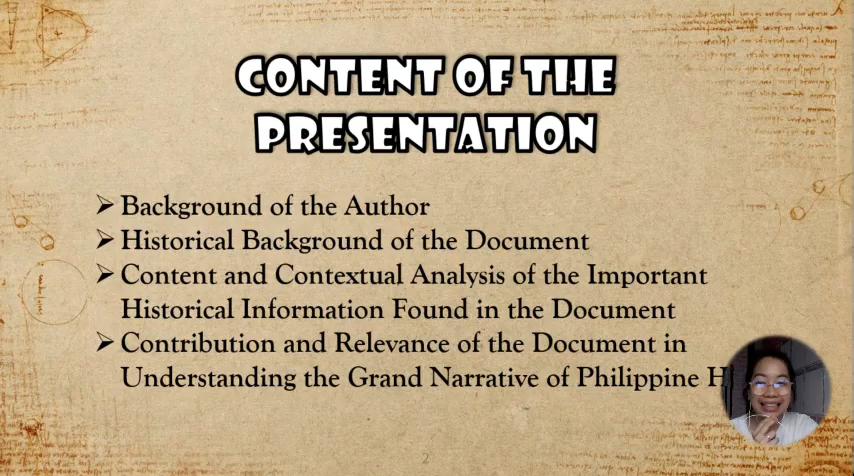 CONTENT OF THE
PRESENTATION
Background of the Author
Historical Background of the Document
Content and Contextual Analysis of the Important
Historical Information Found in the Document
Contribution and Relevance of the Document in
Understanding the Grand Narrative of Philippine
2